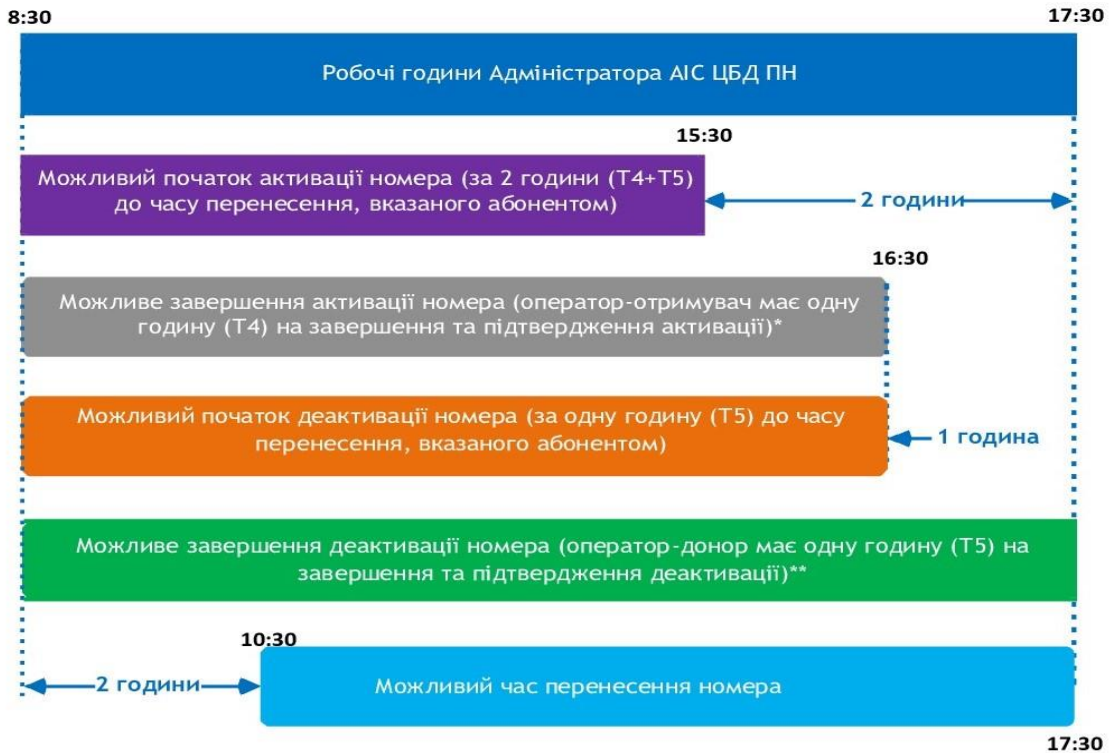 8:30
17:30
Робочі години Адміністратора АІС ЦБД ПН
15:30
Можливий початок активації номера (за 2 години (Т4+Т5)
до часу перенесення, вказаного абонентом)
2 години
16:30
Можливе завершення активації номера (оператор-отримувач має одну
годину (Т4) на завершення та підтвердження активації)*
Можливий початок деактивації номера (за одну годину (Т5) до часу
перенесення, вказаного абонентом)
1 година
Можливе завершення деактивації номера (оператор-донор має одну годину (Т5) на
завершення та підтвердження деактивації)**
10:30
2 години
Можливий час перенесення номера
17:30